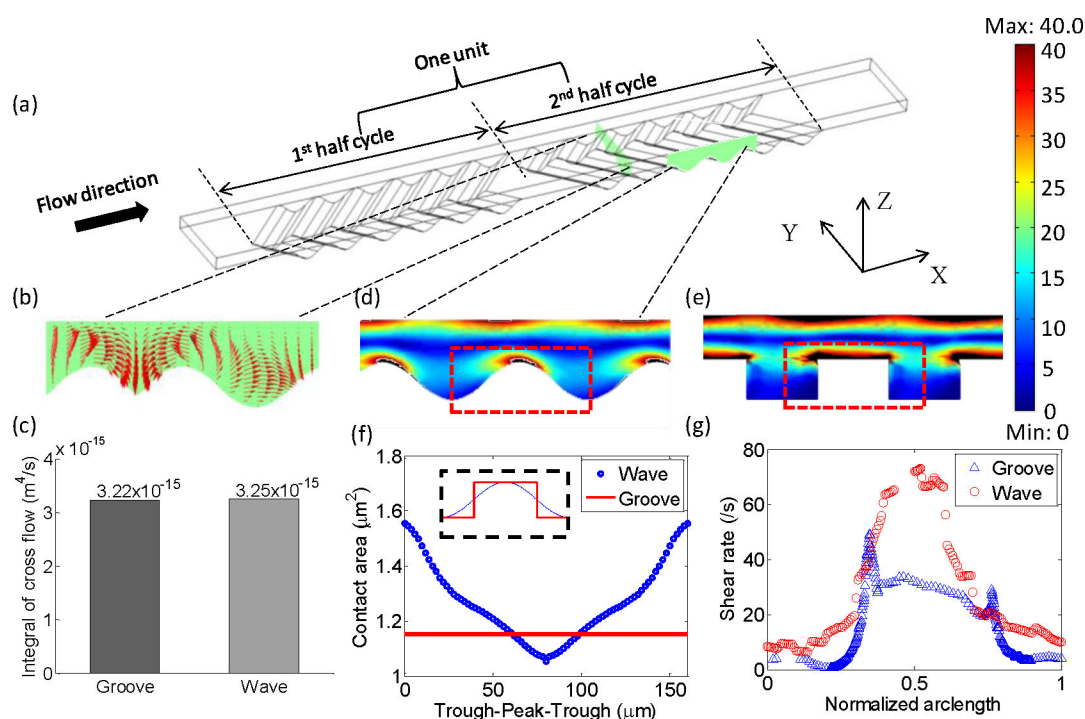 Max: 40.0
One unit
(a)
1st half cycle
2nd half cycle
Flow direction
Z
Y
X
40
35
30
25
20
15
10
5
0
Min: 0
(b)
(d)
(e)
(c)
x 10-15
Integral of cross flow (m4/s)
4
3
2
1
0
3.22x10-15
3.25x10-15
Groove
Wave
(f)
Contact area (μm2)
1.8
1.6
1.4
1.2
1
Wave
Groove
0
50
100
150
Trough-Peak-Trough (μm)
(g)
Shear rate (/s)
80
60
40
20
0
Groove
Wave
0
0.5
1
Normalized arclength